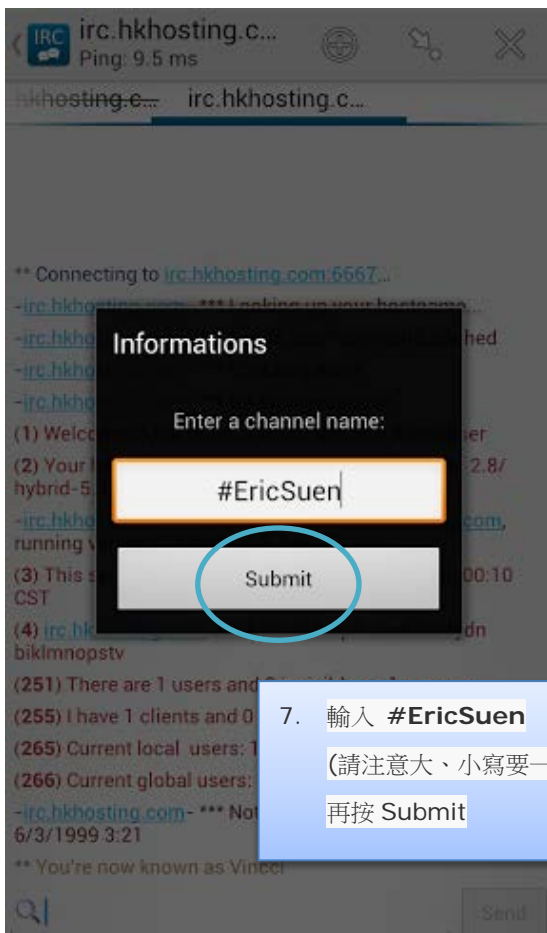 IRC
irc.hkhosting.c...
Ping: 9.5 ms
hkhosting.c... irc.hkhosting.c...
** Connecting to irc.hkhosting.com:6667...
-irc.hkhosting.com- *** Looking up your hostname...
-irc.hkho hed
-irc.hkho
-irc.hkho
Informations
Enter a channel name:
(1) Welco er
(2) Your 2.8/
hybrid-5.
#EricSuen
-irc.hkho com,
running v
(3) This s 00:10
CST
Submit
(4) irc.hk dn
biklmnopstv
(251) There are 1 users and
(255) I have 1 clients and 0
(265) Current local users: 1
(266) Current global users:
-irc.hkhosting.com- *** Not
6/3/1999 3:21
** You're now known as Vincci
Send
7. 輸入 #EricSuen
(請注意大、小寫要一
再按 Submit